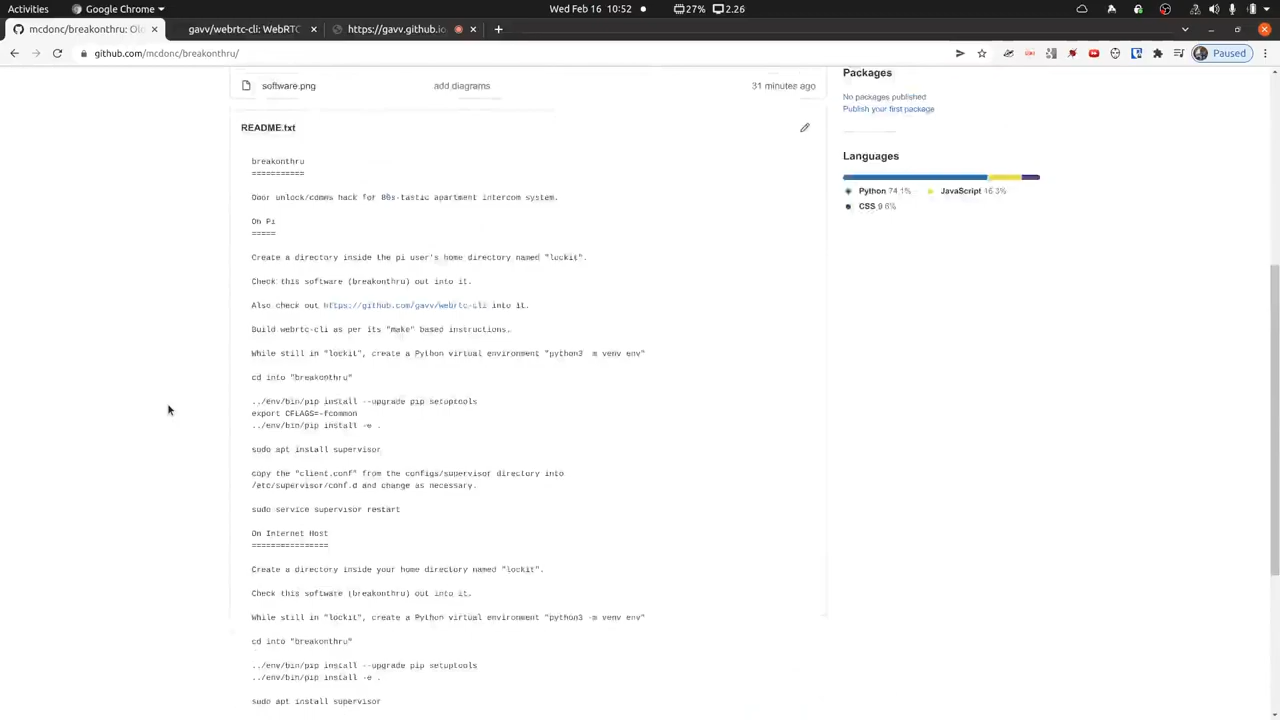 Activities
Google Chrome
Wed Feb 16 10:52
27%
2.2.6
mcdonc/breakonthru: Ol
gavv/webrtc-cli: WebRTC
https://gavv.github.io
github.com/mcdonc/breakonthru/
Paused
software.png
add diagrams
31 minutes ago
README.txt
breakonthru
===========
Door unlock/comms hack for 80s-tastic apartment intercom system.
On Pi
=====
Create a directory inside the pi user's home directory named "lockit".
Check this software (breakonthru) out into it.
Also check out https://github.com/gavv/webrtc-cli into it.
Build webrtc-cli as per its "make" based instructions.
While still in "lockit", create a Python virtual environment "python3 -m venv env"
cd into "breakonthru"
../env/bin/pip install --upgrade pip setuptools
export CFLAGS=-fcommon
../env/bin/pip install -e .
sudo apt install supervisor
copy the "client.conf" from the configs/supervisor directory into
/etc/supervisor/conf.d and change as necessary.
sudo service supervisor restart
On Internet Host
================
Create a directory inside your home directory named "lockit".
Check this software (breakonthru) out into it.
While still in "lockit", create a Python virtual environment "python3 -m venv env"
cd into "breakonthru"
../env/bin/pip install --upgrade pip setuptools
../env/bin/pip install -e .
sudo apt install supervisor
Packages
No packages published
Publish your first package
Languages
Python 74.1%
JavaScript 16.3%
CSS 9.6%